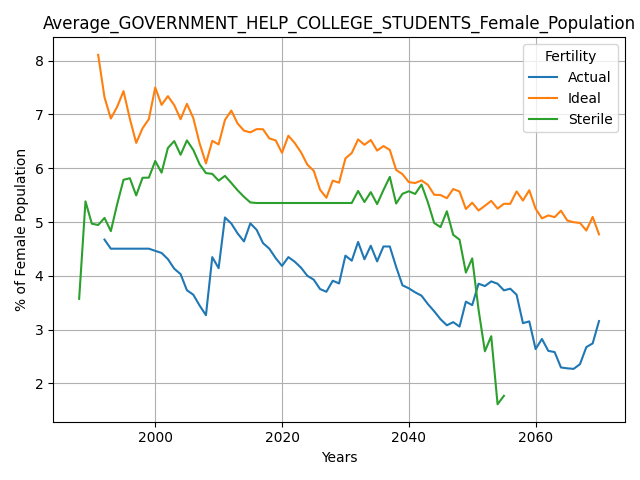 Average_GOVERNMENT_HELP_COLLEGE_STUDENTS_Female_Population
Fertility
Actual
Ideal
Sterile
% of Female Population
8
7
6
5
4
3
2
2000
2020
2040
2060
Years